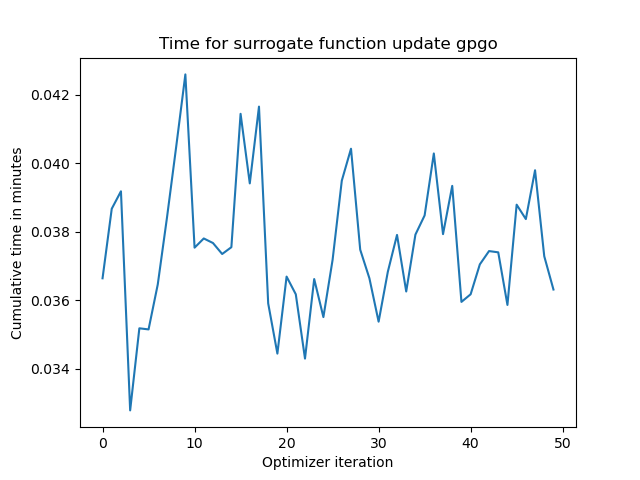 Time for surrogate function update gpgo
0.042
0.040
0.038
0.036
0.034
Cumulative time in minutes
0 10 20 30 40 50
Optimizer iteration